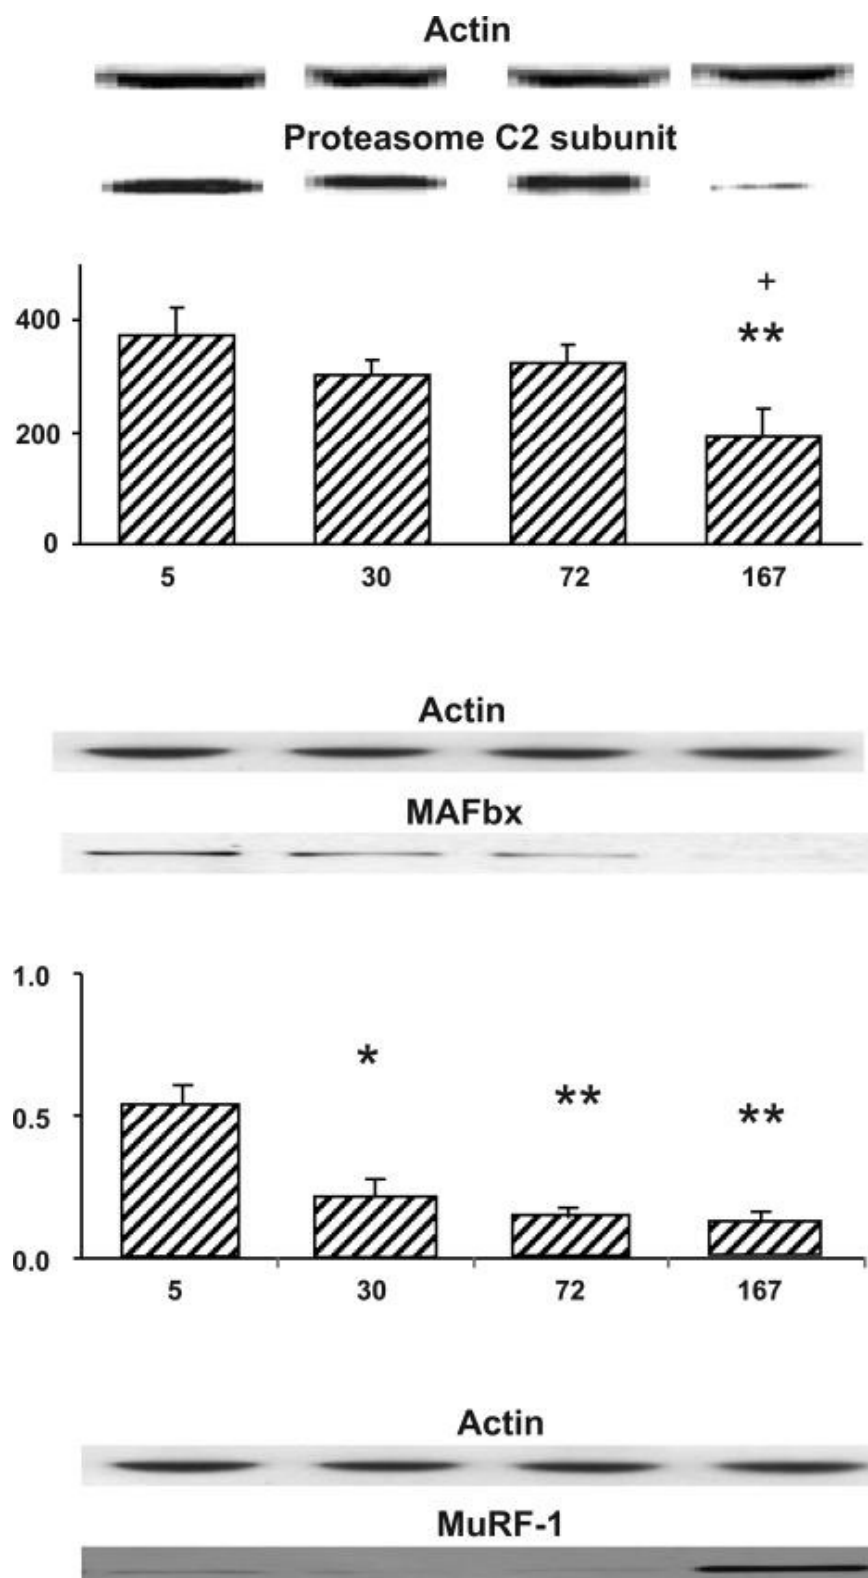 Actin
Proteasome C2 subunit
+
400
**
200
0
5 30 72 167
Actin
MAFbx
1.0
*
**
0.5
**
0.0
5 30 72 167
Actin
MuRF-1